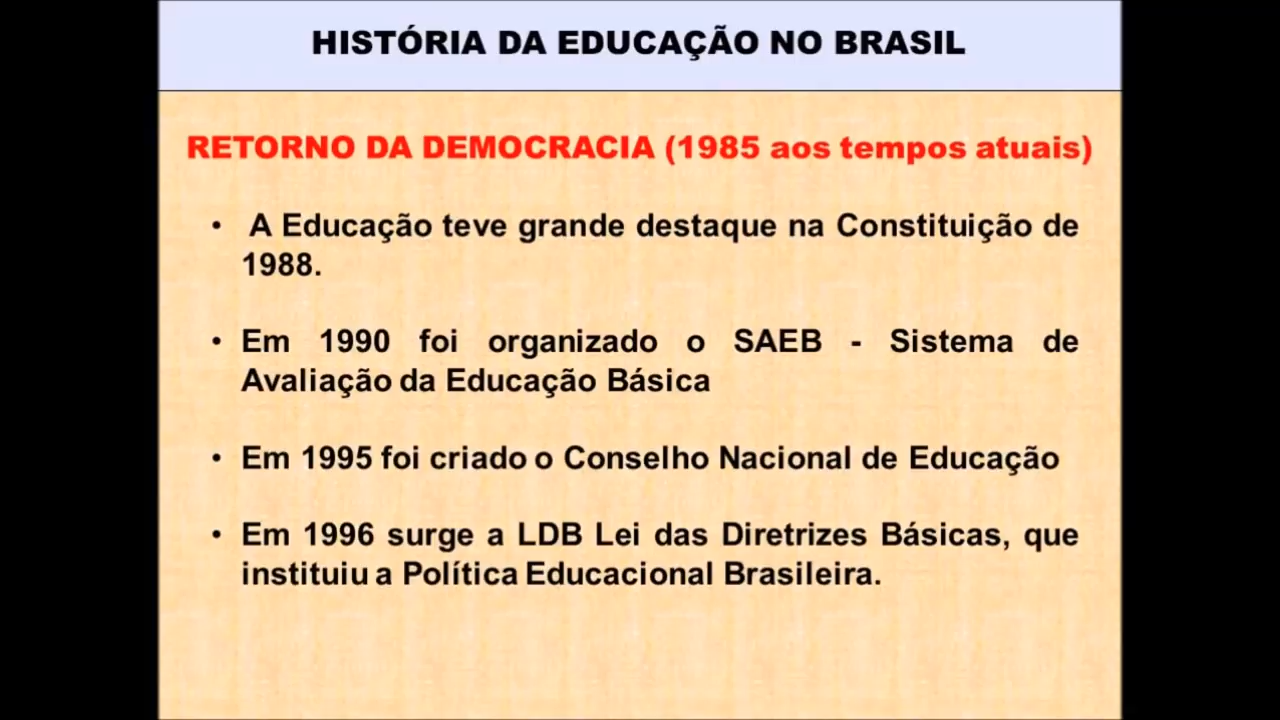 HISTÓRIA DA EDUCAÇÃO NO BRASIL
RETORNO DA DEMOCRACIA (1985 aos tempos atuais)
• A Educação teve grande destaque na Constituição de
1988.
• Em 1990 foi organizado o SAEB - Sistema de
Avaliação da Educação Básica
• Em 1995 foi criado o Conselho Nacional de Educação
• Em 1996 surge a LDB Lei das Diretrizes Básicas, que
instituiu a Política Educacional Brasileira.